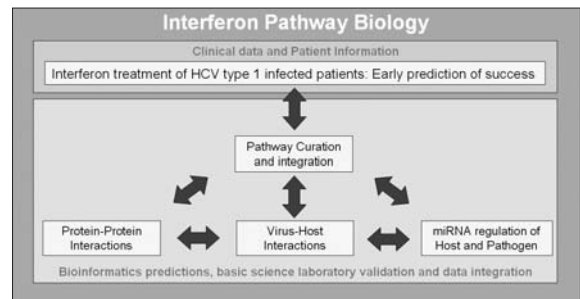 Interferon Pathway Biology
Clinical data and Patient Information
Interferon treatment of HCV type 1 infected patients: Early prediction of success
Pathway Curation
and integration
Protein-Protein
Interactions
Virus-Host
Interactions
miRNA regulation of
Host and Pathogen
Bioinformatics predictions, basic science laboratory validation and data integration